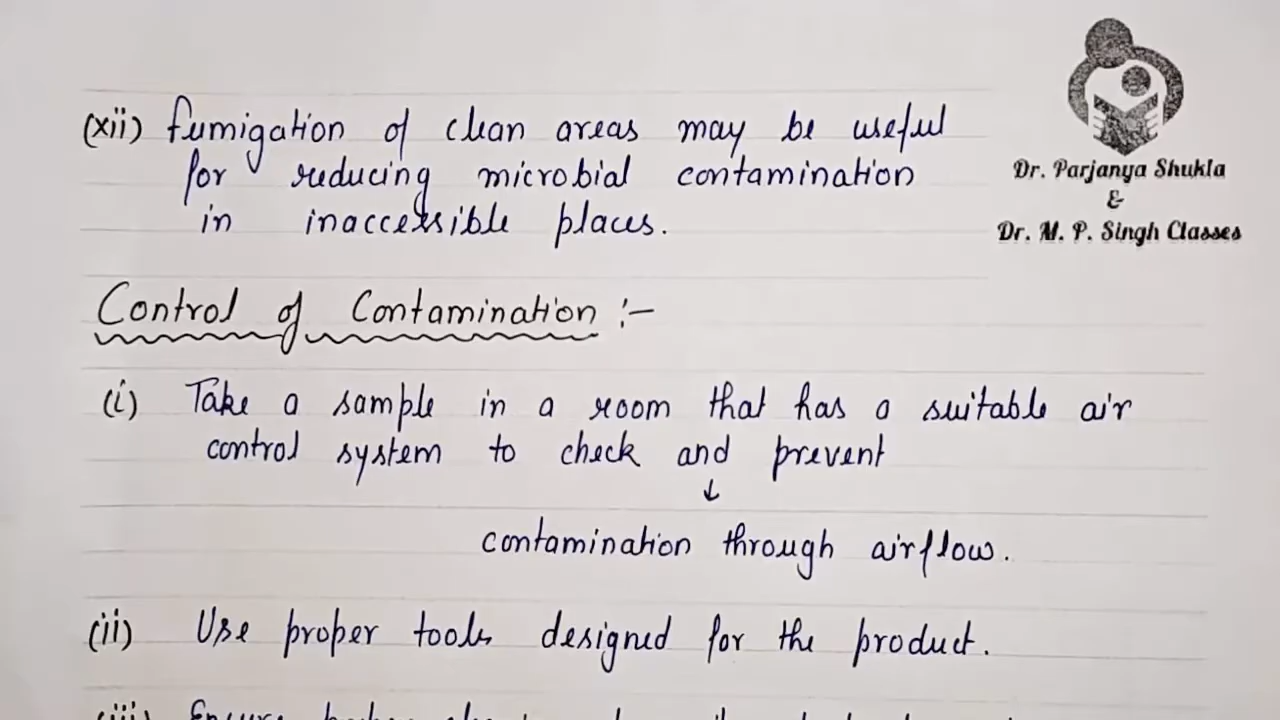 (xii) fumigation of clean areas may be useful
for reducing microbial contamination
in inaccessible places.
Dr. Parjanya Shukla
&
Dr. M. P. Singh Classes
Control of Contamination :-
(i) Take a sample in a room that has a suitable air
control system to check and prevent
↓
contamination through airflow.
(ii) Use proper tools designed for the product.
(iii) Ensure